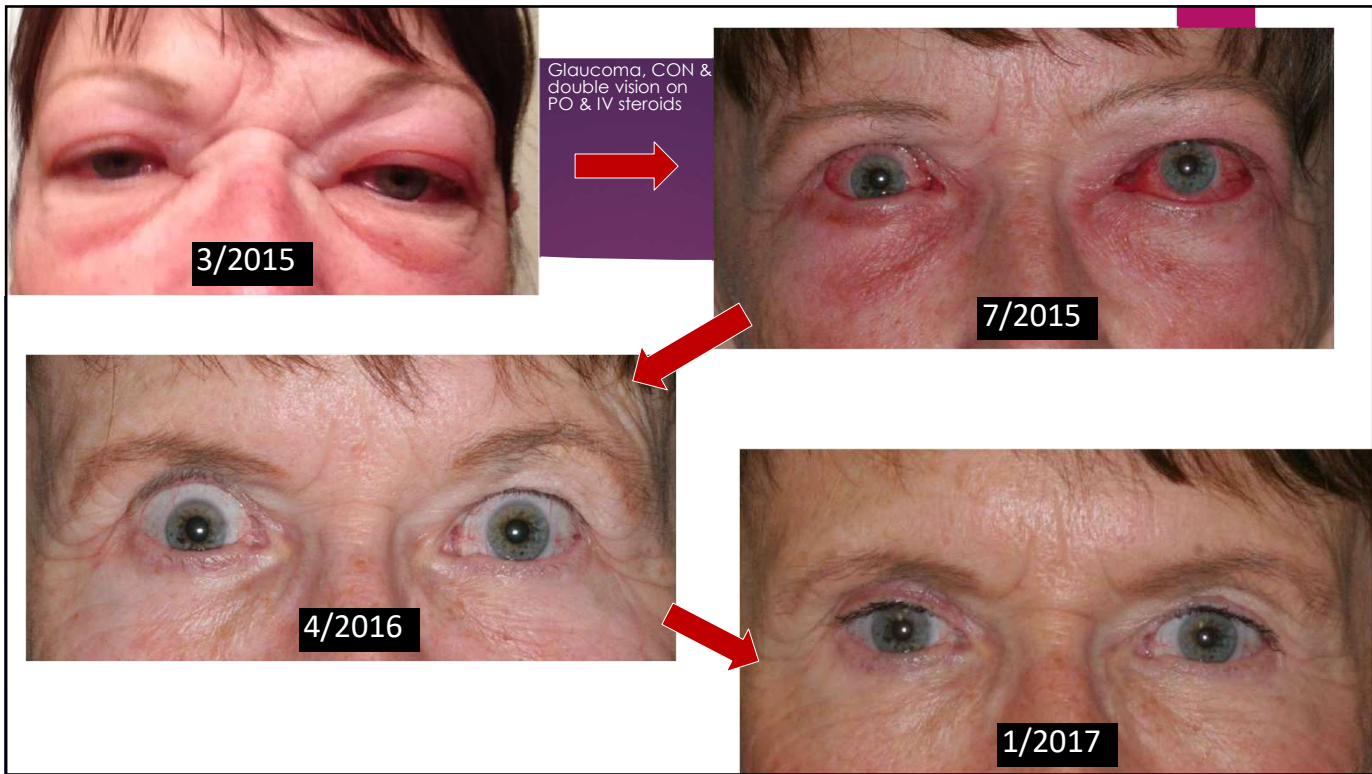 Glaucoma, CON &
double vision on
PO & IV steroids
3/2015
7/2015
4/2016
1/2017